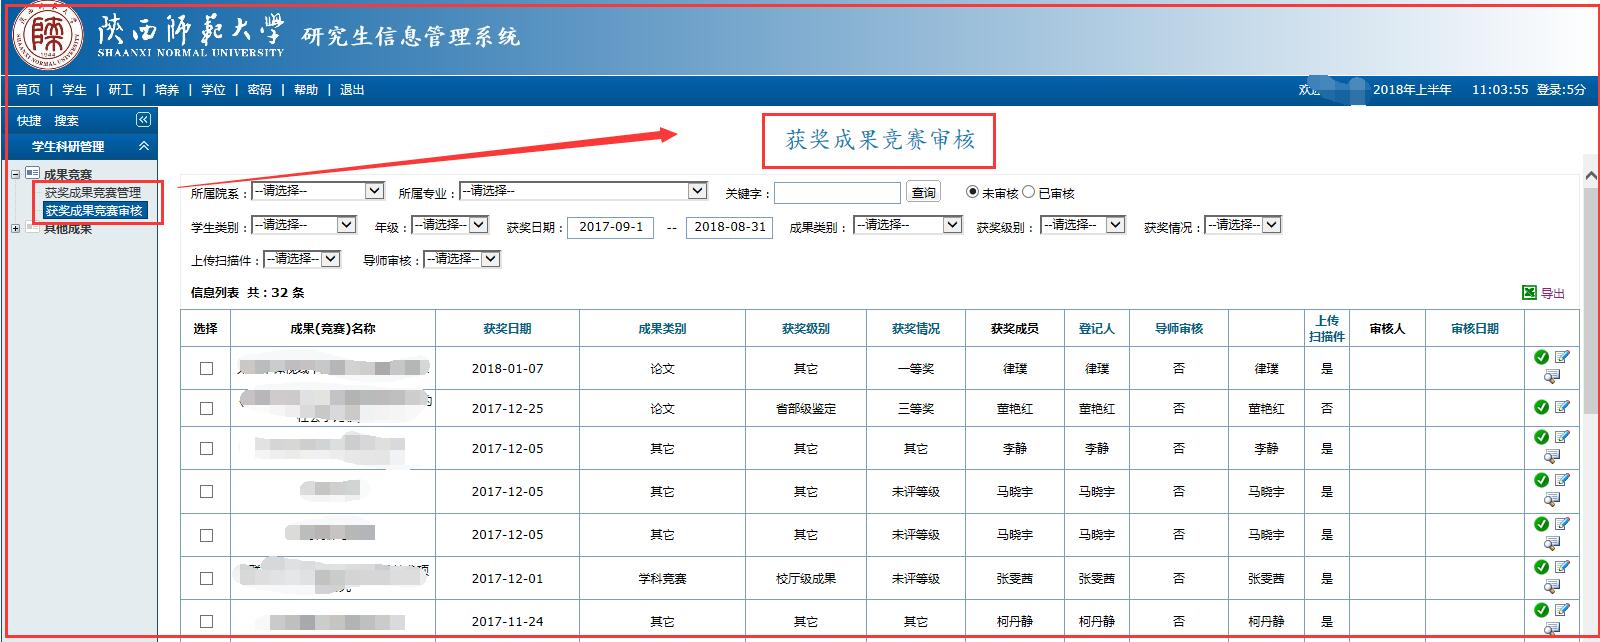 陕西师范大学 研究生信息管理系统
SHAANXI NORMAL UNIVERSITY
首页 | 学生 | 研工 | 培养 | 学位 | 密码 | 帮助 | 退出
2018年上半年 11:03:55 登录:5分
快捷 搜索
学生科研管理
成果竞赛
获奖成果竞赛管理
获奖成果竞赛审核
其他成果
获奖成果竞赛审核
所属院系：--请选择-- 所属专业：--请选择-- 关键字： 查询 未审核 已审核
学生类别：--请选择-- 年级：--请选择-- 获奖日期： 2017-09-1 -- 2018-08-31 成果类别：--请选择-- 获奖级别：--请选择-- 获奖情况：--请选择--
上传扫描件：--请选择-- 导师审核：--请选择--
信息列表 共：32 条 导出
选择 成果(竞赛)名称 获奖日期 成果类别 获奖级别 获奖情况 获奖成员 登记人 导师审核 上传扫描件 审核人 审核日期
2018-01-07 论文 其它 一等奖 律璞 律璞 否 律璞 是
2017-12-25 论文 省部级鉴定 三等奖 董艳红 董艳红 否 董艳红 否
2017-12-05 其它 其它 其它 李静 李静 否 李静 是
2017-12-05 其它 其它 未评等级 马晓宇 马晓宇 否 马晓宇 是
2017-12-05 其它 其它 未评等级 马晓宇 马晓宇 否 马晓宇 是
2017-12-01 学科竞赛 校厅级成果 未评等级 张雯茜 张雯茜 否 张雯茜 是
2017-11-24 其它 其它 其它 柯丹静 柯丹静 否 柯丹静 是